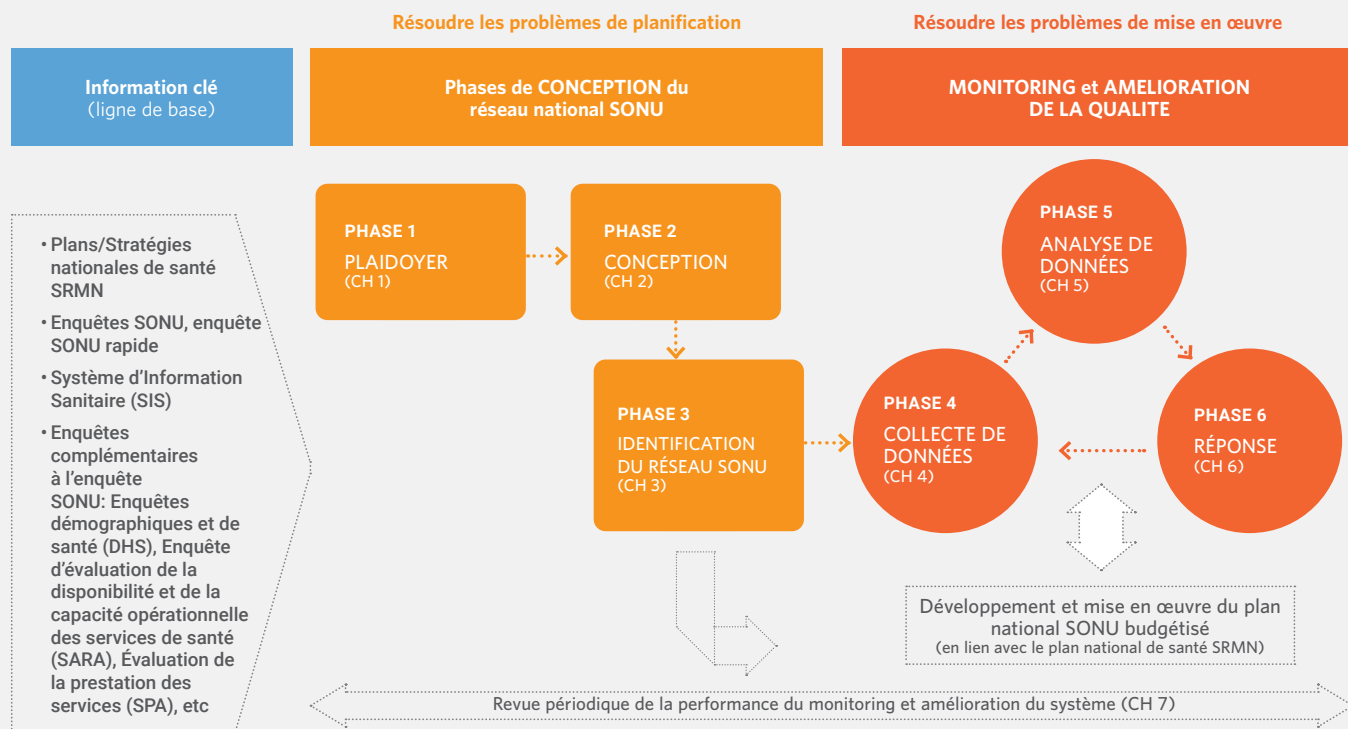 Résoudre les problèmes de planification
Résoudre les problèmes de mise en œuvre
Information clé
(ligne de base)
Phases de CONCEPTION du
réseau national SONU
MONITORING et AMELIORATION
DE LA QUALITE
• Plans/Stratégies
nationales de santé
SRMN
• Enquêtes SONU, enquête
SONU rapide
• Système d'Information
Sanitaire (SIS)
• Enquêtes
complémentaires
à l'enquête
SONU: Enquêtes
démographiques et de
santé (DHS), Enquête
d'évaluation de la
disponibilité et de la
capacité opérationnelle
des services de santé
(SARA), Évaluation de
la prestation des
services (SPA), etc
PHASE 1
PLAIDOYER
(CH 1)
PHASE 2
CONCEPTION
(CH 2)
PHASE 3
IDENTIFICATION
DU RÉSEAU SONU
(CH 3)
PHASE 4
COLLECTE DE
DONNÉES
(CH 4)
PHASE 5
ANALYSE DE
DONNÉES
(CH 5)
PHASE 6
RÉPONSE
(CH 6)
Développement et mise en œuvre du plan
national SONU budgétisé
(en lien avec le plan national de santé SRMN)
Revue périodique de la performance du monitoring et amélioration du système (CH 7)